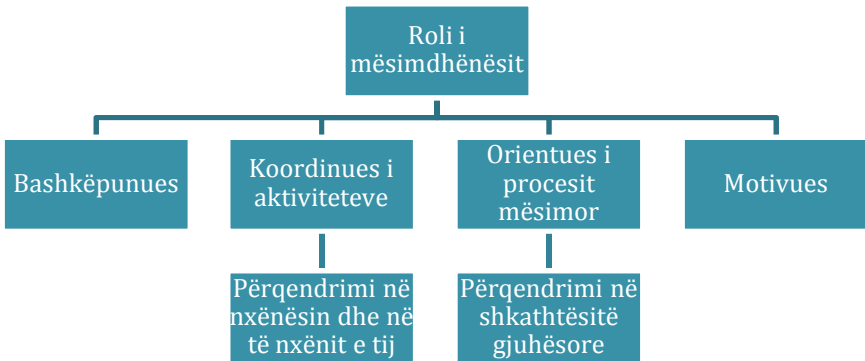 Roli i
mësimdhënësit
Bashkëpunues
Koordinues i
aktiviteteve
Orientues i
procesit
mësimor
Motivues
Përqendrimi në
nxënësin dhe në
të nxënit e tij
Përqendrimi në
shkathtësitë
gjuhësore